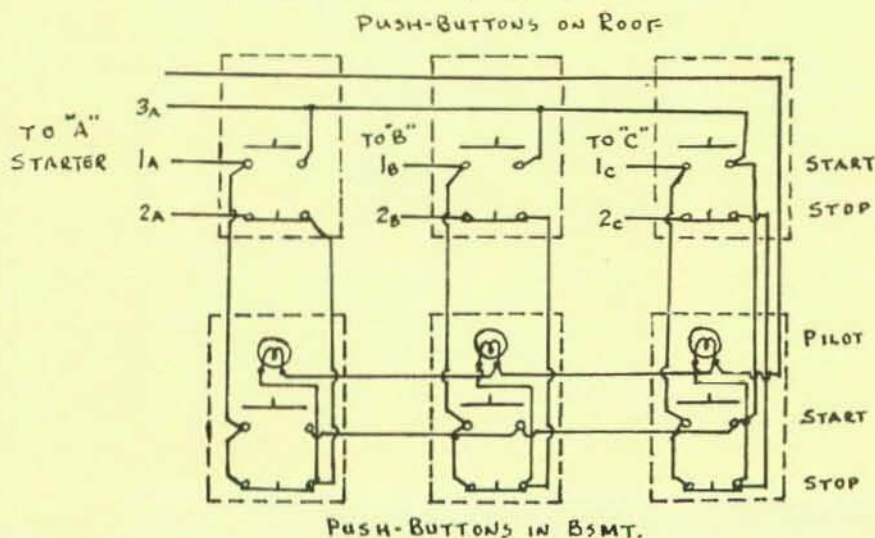 PUSH-BUTTONS ON ROOF
3A
TO "A"
STARTER
TO "B"
TO "C"
1A
1B
1C
START
2A
2B
2C
STOP
PILOT
START
STOP
PUSH-BUTTONS IN BSMT.